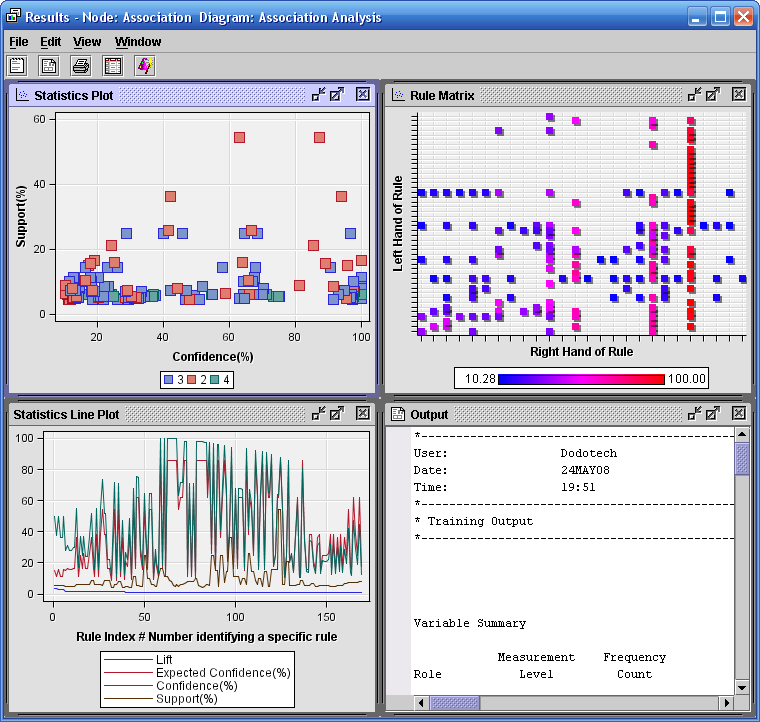 Results - Node: Association  Diagram: Association Analysis
File Edit View Window
Statistics Plot
60
40
20
0
Support(%)
20 40 60 80 100
Confidence(%)
3 2 4
Rule Matrix
Left Hand of Rule
Right Hand of Rule
10.28 100.00
Statistics Line Plot
100
80
60
40
20
0
0 50 100 150
Rule Index # Number identifying a specific rule
Lift
Expected Confidence(%)
Confidence(%)
Support(%)
Output
*------------------------------------------------
User: Dodotech
Date: 24MAY08
Time: 19:51
*------------------------------------------------
* Training Output
*------------------------------------------------
Variable Summary
Measurement Frequency
Role Level Count